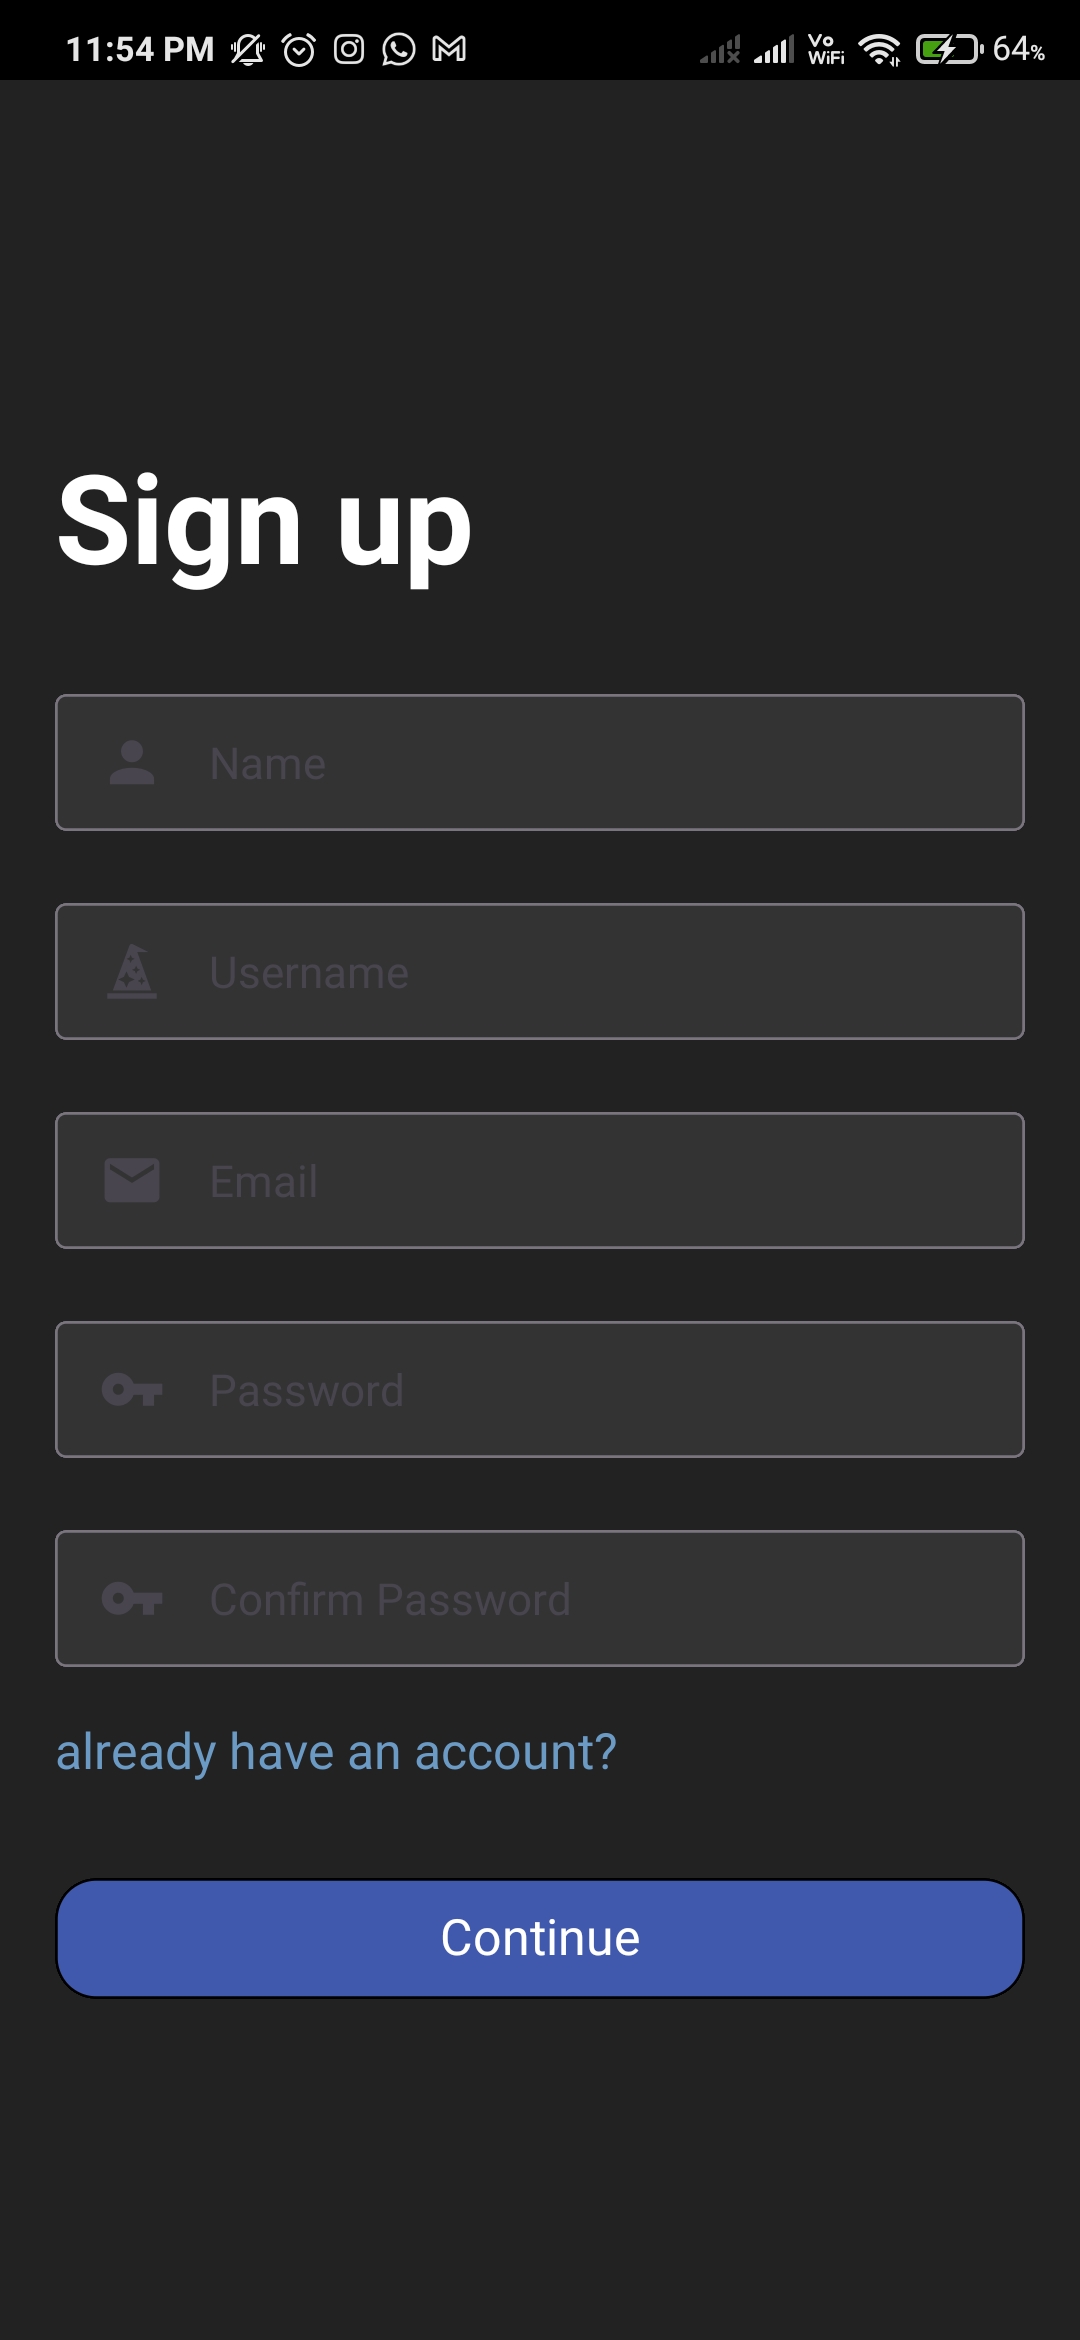 11:54 PM Vo WiFi 64%
Sign up
Name
Username
Email
Password
Confirm Password
already have an account?
Continue